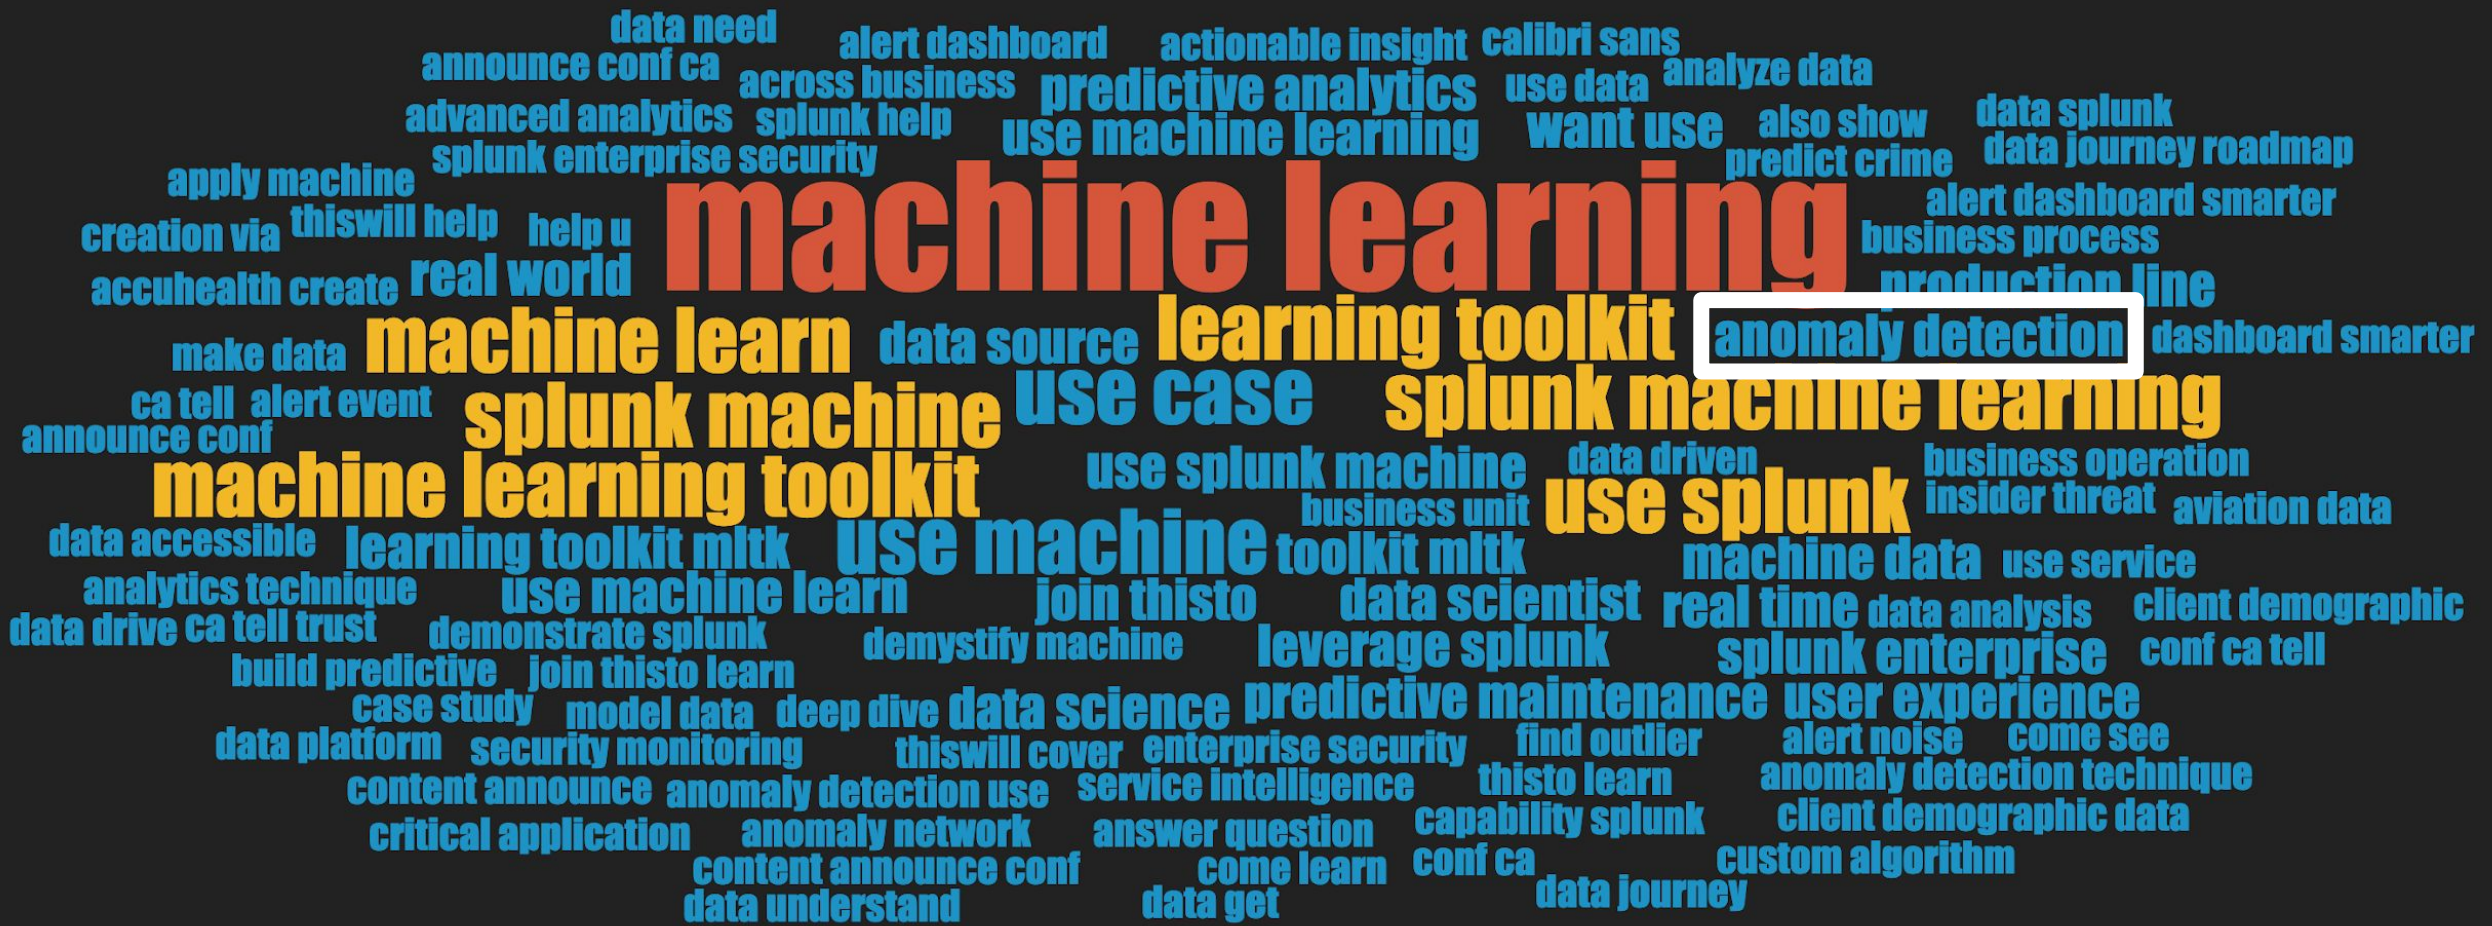 data need
alert dashboard
actionable insight
calibri sans
announce conf ca
across business
predictive analytics
use data
analyze data
advanced analytics
splunk help
use machine learning
want use
also show
data splunk
splunk enterprise security
predict crime
data journey roadmap
apply machine
machine learning
alert dashboard smarter
creation via
thiswill help
help u
business process
accuhealth create
real world
production line
make data
machine learn
data source
learning toolkit
anomaly detection
dashboard smarter
ca tell
alert event
splunk machine
use case
splunk machine learning
announce conf
machine learning toolkit
use splunk machine
data driven
business operation
business unit
use splunk
insider threat
aviation data
data accessible
learning toolkit mltk
use machine
toolkit mltk
machine data
use service
analytics technique
use machine learn
join thisto
data scientist
real time
data analysis
client demographic
data drive
ca tell trust
demonstrate splunk
demystify machine
leverage splunk
splunk enterprise
conf ca tell
build predictive
join thisto learn
case study
model data
deep dive
data science
predictive maintenance
user experience
data platform
security monitoring
thiswill cover
enterprise security
find outlier
alert noise
come see
content announce
anomaly detection use
service intelligence
thisto learn
anomaly detection technique
critical application
anomaly network
answer question
capability splunk
client demographic data
content announce conf
come learn
conf ca
custom algorithm
data understand
data get
data journey